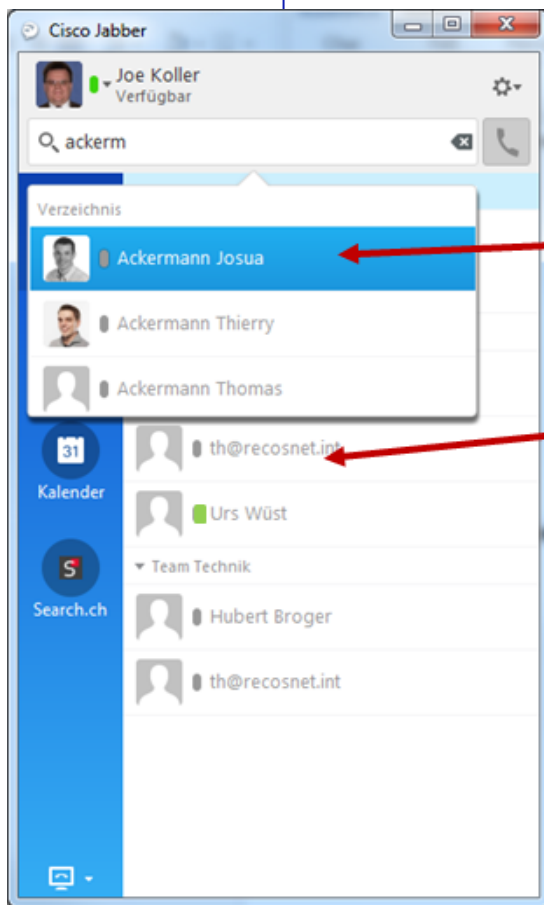 Cisco Jabber
Joe Koller
Verfügbar
ackerm
Verzeichnis
Ackermann Josua
Ackermann Thierry
Ackermann Thomas
31
Kalender
th@recosnet.int
Urs Wüst
S
Search.ch
Team Technik
Hubert Broger
th@recosnet.int